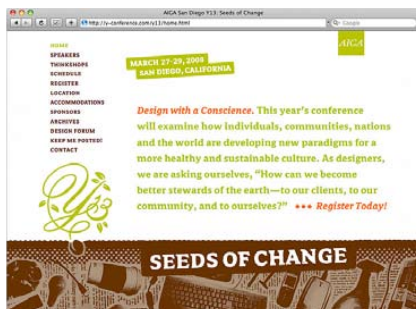 AIGA San Diego Y13: Seeds of Change
http://y-conference.com/y13/home.html
Google
HOME
SPEAKERS
THINKSHOPS
SCHEDULE
REGISTER
LOCATION
ACCOMMODATIONS
SPONSORS
ARCHIVES
DESIGN FORUM
KEEP ME POSTED!
CONTACT
AIGA
MARCH 27-29, 2008
SAN DIEGO, CALIFORNIA
Design with a Conscience. This year's conference
will examine how individuals, communities, nations
and the world are developing new paradigms for a
more healthy and sustainable culture. As designers,
we are asking ourselves, "How can we become
better stewards of the earth—to our clients, to our
community, and to ourselves?" ••• Register Today!
Y13
SEEDS OF CHANGE